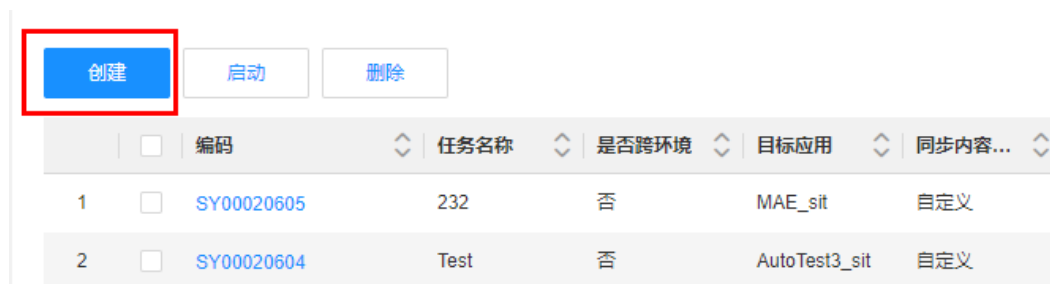 创建 启动 删除
编码 任务名称 是否跨环境 目标应用 同步内容...
1 SY00020605 232 否 MAE_sit 自定义
2 SY00020604 Test 否 AutoTest3_sit 自定义